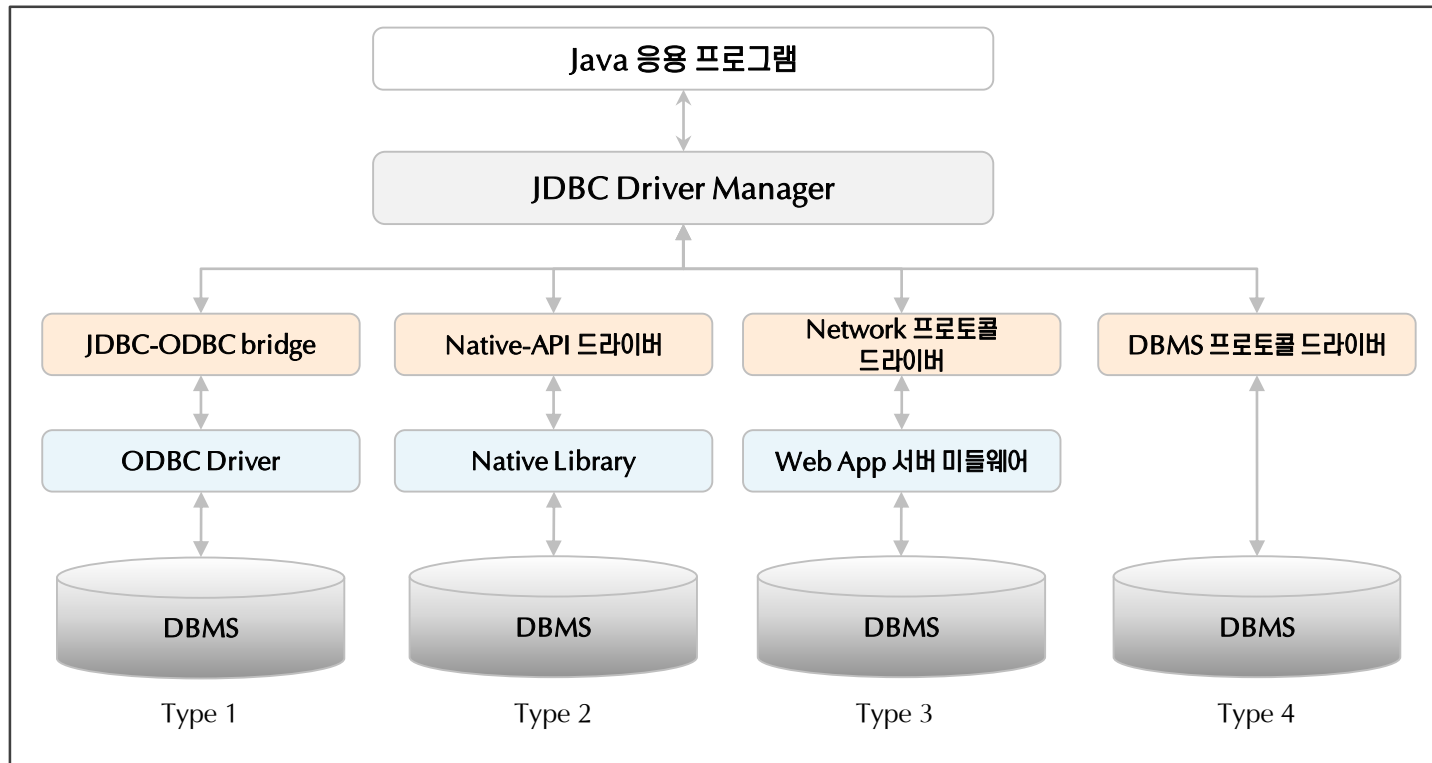 Java 응용 프로그램
JDBC Driver Manager
JDBC-ODBC bridge
Native-API 드라이버
Network 프로토콜
드라이버
DBMS 프로토콜 드라이버
ODBC Driver
Native Library
Web App 서버 미들웨어
DBMS
DBMS
DBMS
DBMS
Type 1
Type 2
Type 3
Type 4